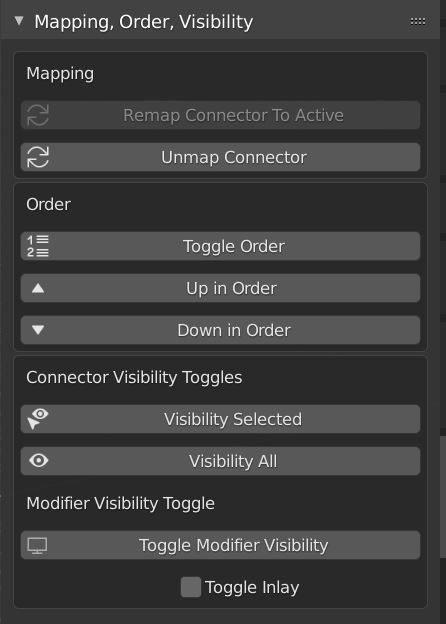 Mapping, Order, Visibility
Mapping
Remap Connector To Active
Unmap Connector
Order
Toggle Order
Up in Order
Down in Order
Connector Visibility Toggles
Visibility Selected
Visibility All
Modifier Visibility Toggle
Toggle Modifier Visibility
Toggle Inlay